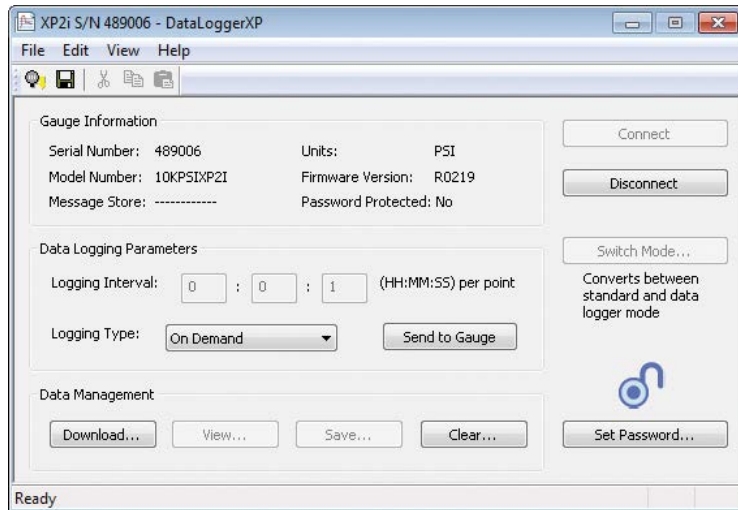 XP2i S/N 489006 - DataLoggerXP
File Edit View Help
Gauge Information
Serial Number: 489006 Units: PSI
Model Number: 10KPSIXP2I Firmware Version: R0219
Message Store: ------------ Password Protected: No
Connect
Disconnect
Data Logging Parameters
Logging Interval: 0 : 0 : 1 (HH:MM:SS) per point
Logging Type: On Demand Send to Gauge
Switch Mode...
Converts between
standard and data
logger mode
Data Management
Download... View... Save... Clear...
Set Password...
Ready